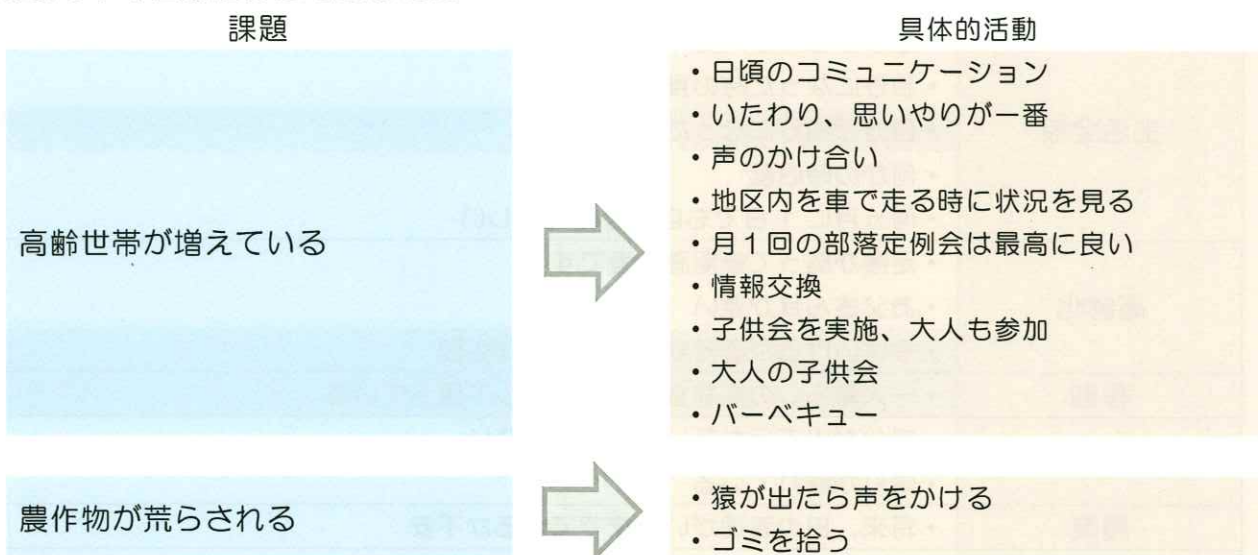 課題
具体的活動
高齢世帯が増えている
・日頃のコミュニケーション
・いたわり、思いやりが一番
・声のかけ合い
・地区内を車で走る時に状況を見る
・月1回の部落定例会は最高に良い
・情報交換
・子供会を実施、大人も参加
・大人の子供会
・バーベキュー
農作物が荒らされる
・猿が出たら声をかける
・ゴミを拾う